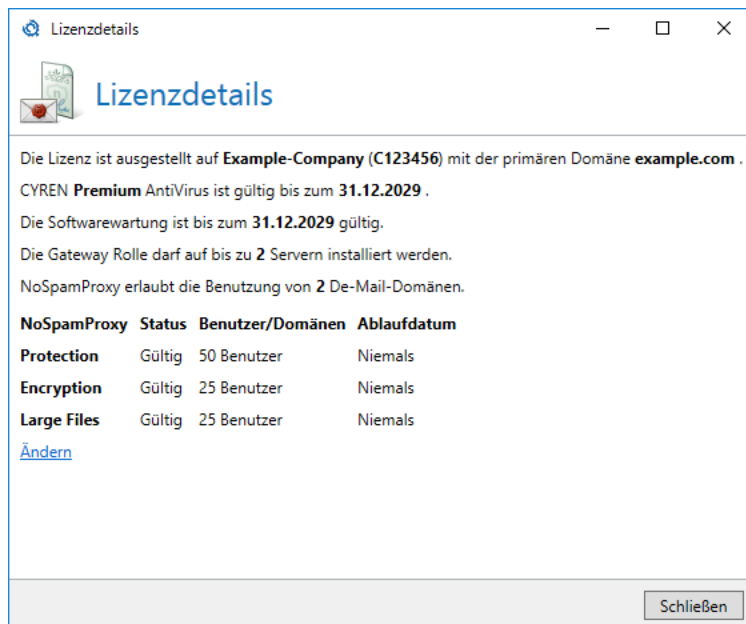 Lizenzdetails
Lizenzdetails
Die Lizenz ist ausgestellt auf Example-Company (C123456) mit der primären Domäne example.com .
CYREN Premium AntiVirus ist gültig bis zum 31.12.2029 .
Die Softwarewartung ist bis zum 31.12.2029 gültig.
Die Gateway Rolle darf auf bis zu 2 Servern installiert werden.
NoSpamProxy erlaubt die Benutzung von 2 De-Mail-Domänen.
NoSpamProxy Status Benutzer/Domänen Ablaufdatum
Protection Gültig 50 Benutzer Niemals
Encryption Gültig 25 Benutzer Niemals
Large Files Gültig 25 Benutzer Niemals
Ändern
Schließen